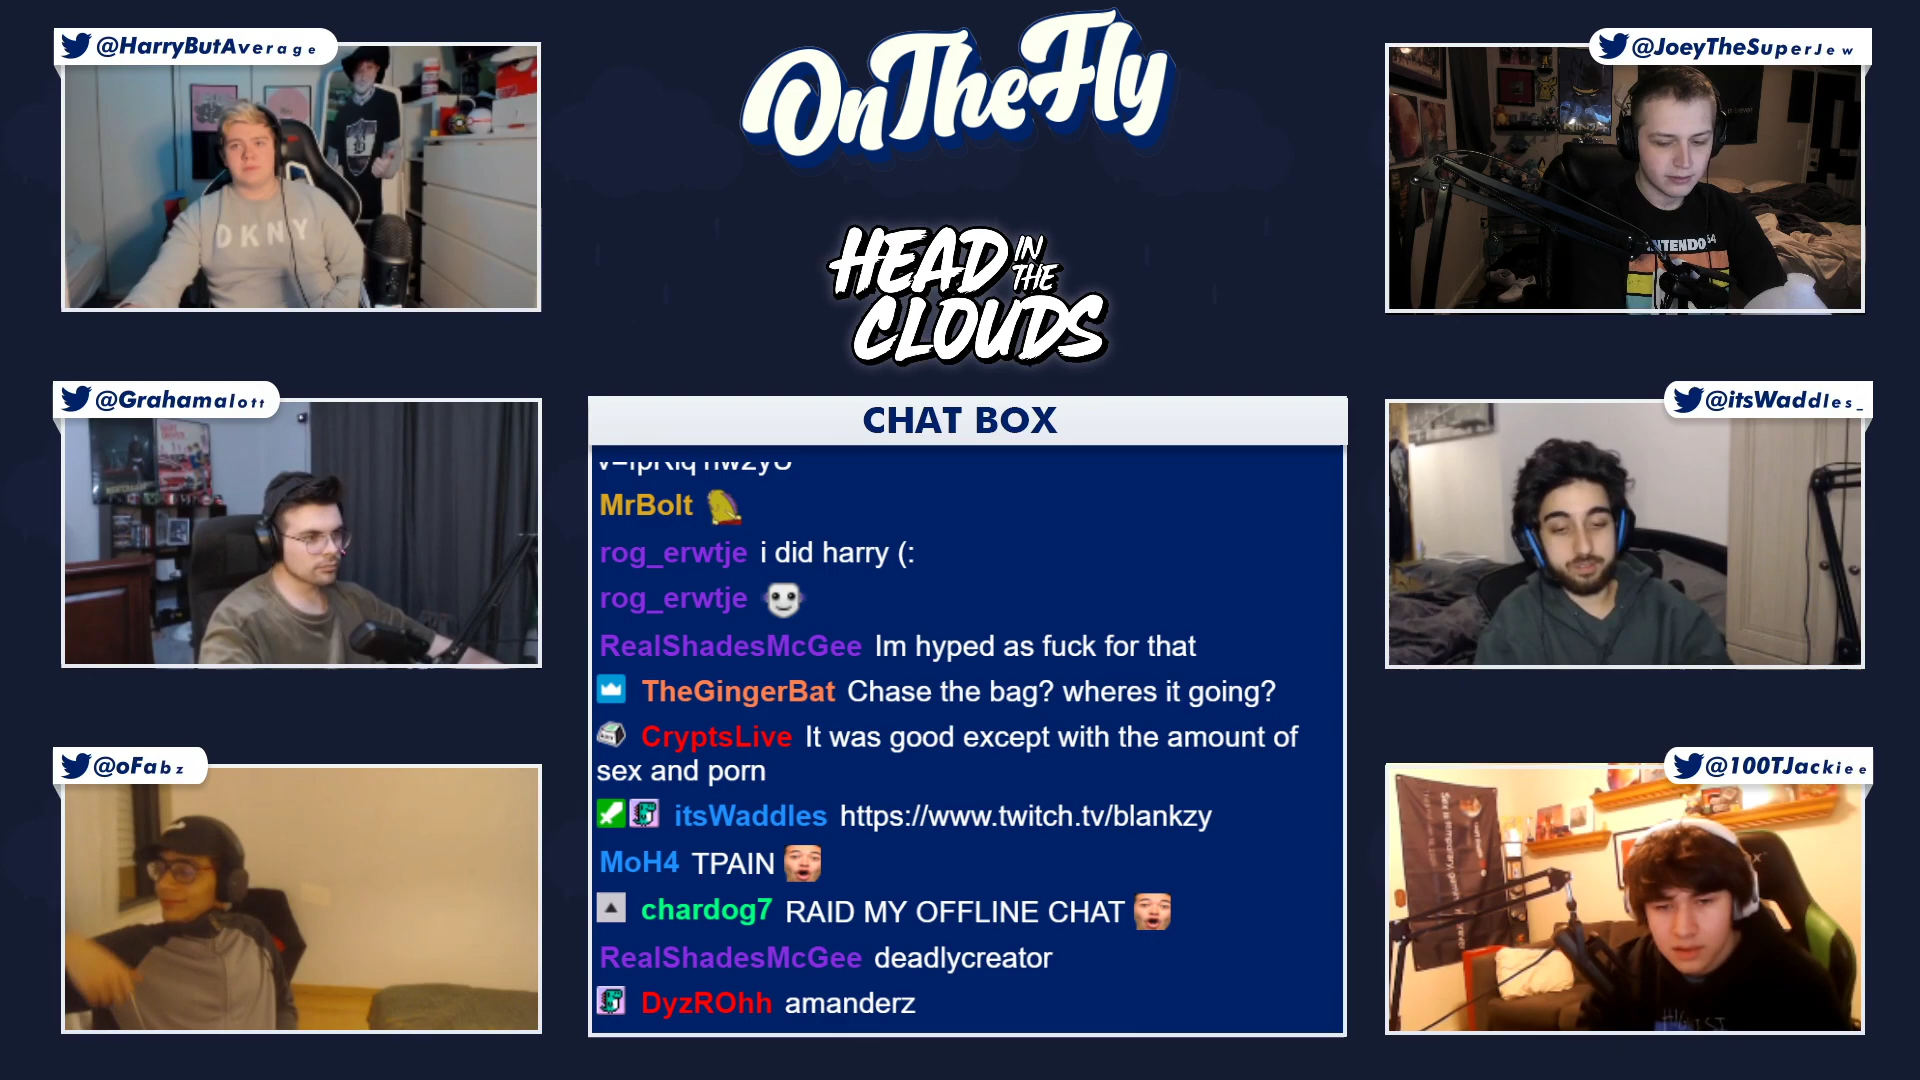 @HarryButAverage
OnTheFly
@JoeyTheSuperJew
DKNY
NINTENDO 64
HEAD IN THE CLOUDS
@Grahamalott
@itsWaddles_
CHAT BOX
MrBolt
rog_erwtje i did harry (:
rog_erwtje
RealShadesMcGee Im hyped as fuck for that
TheGingerBat Chase the bag? wheres it going?
CryptsLive It was good except with the amount of
sex and porn
itsWaddles https://www.twitch.tv/blankzy
MoH4 TPAIN
chardog7 RAID MY OFFLINE CHAT
RealShadesMcGee deadlycreator
DyzROhh amanderz
@oFabz
@100TJackiee